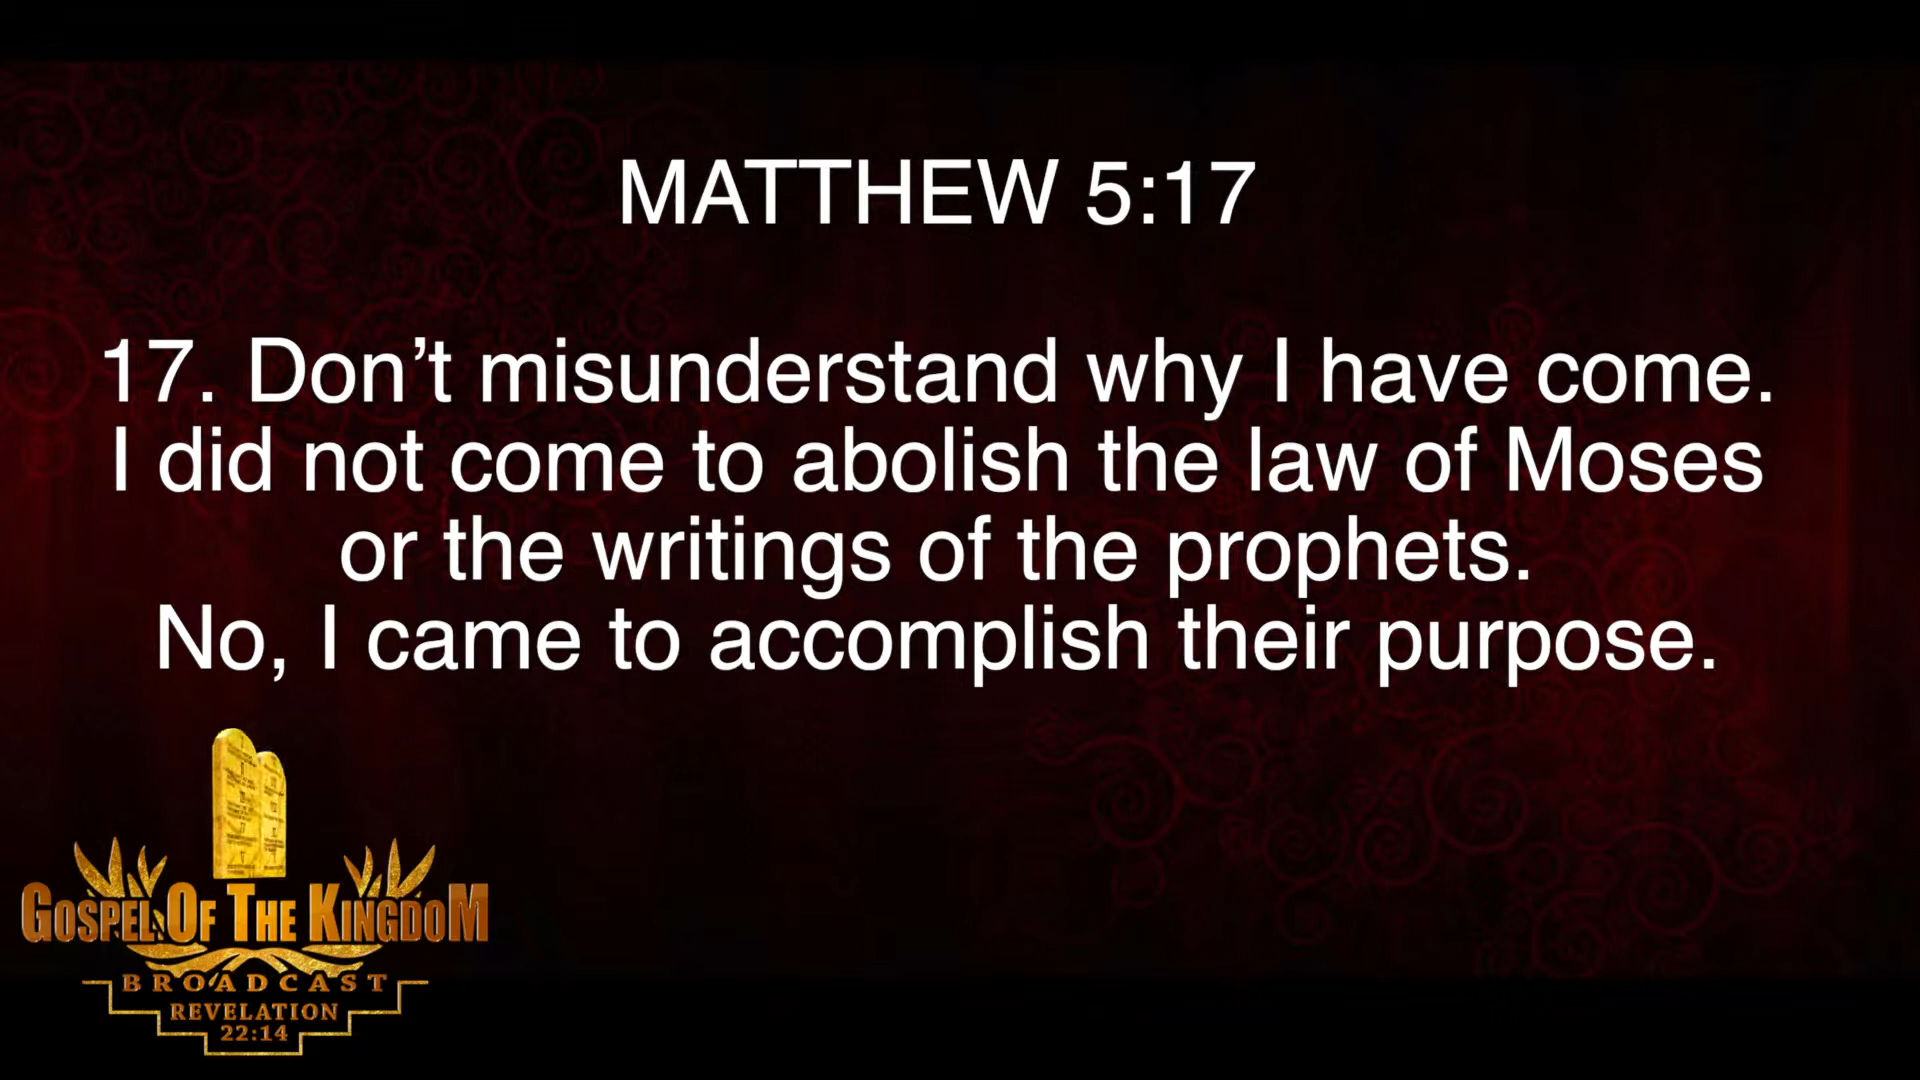 MATTHEW 5:17
17. Don’t misunderstand why I have come.
I did not come to abolish the law of Moses
or the writings of the prophets.
No, I came to accomplish their purpose.
GOSPEL OF THE KINGDOM
BROADCAST
REVELATION
22:14